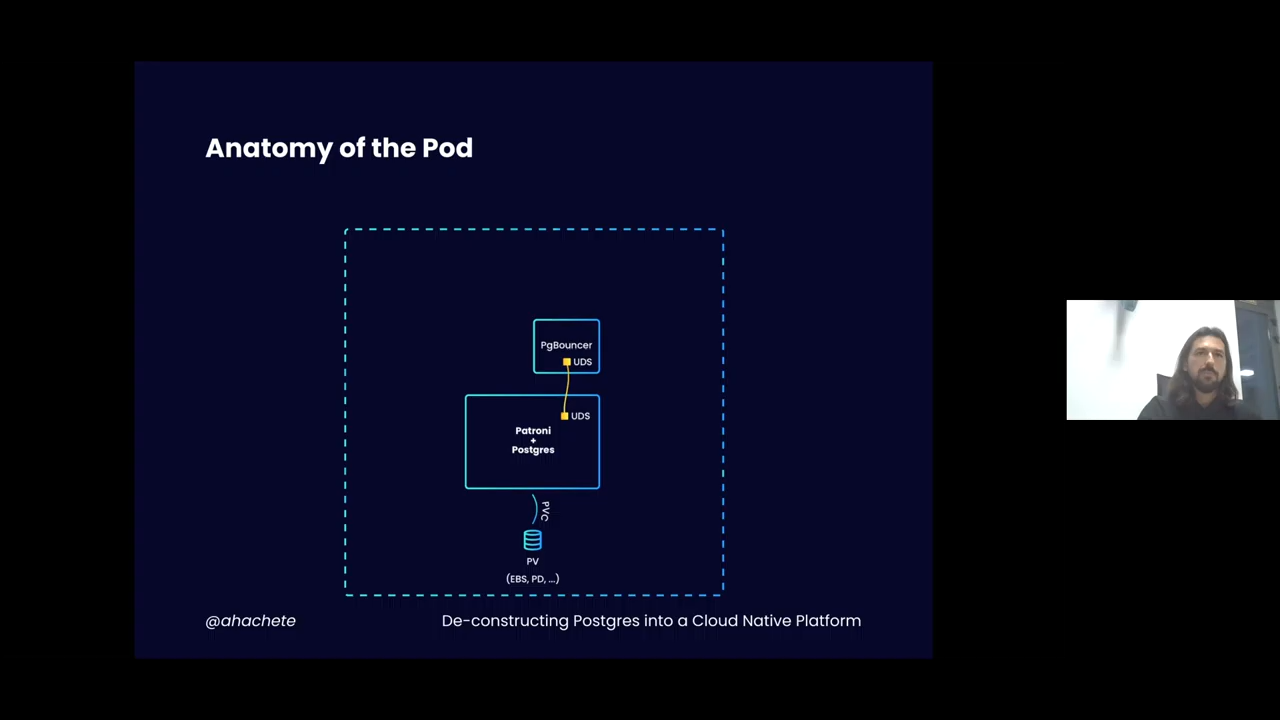 Anatomy of the Pod
PgBouncer
UDS
UDS
Patroni
+
Postgres
PVC
PV
(EBS, PD, ...)
@ahachete
De-constructing Postgres into a Cloud Native Platform